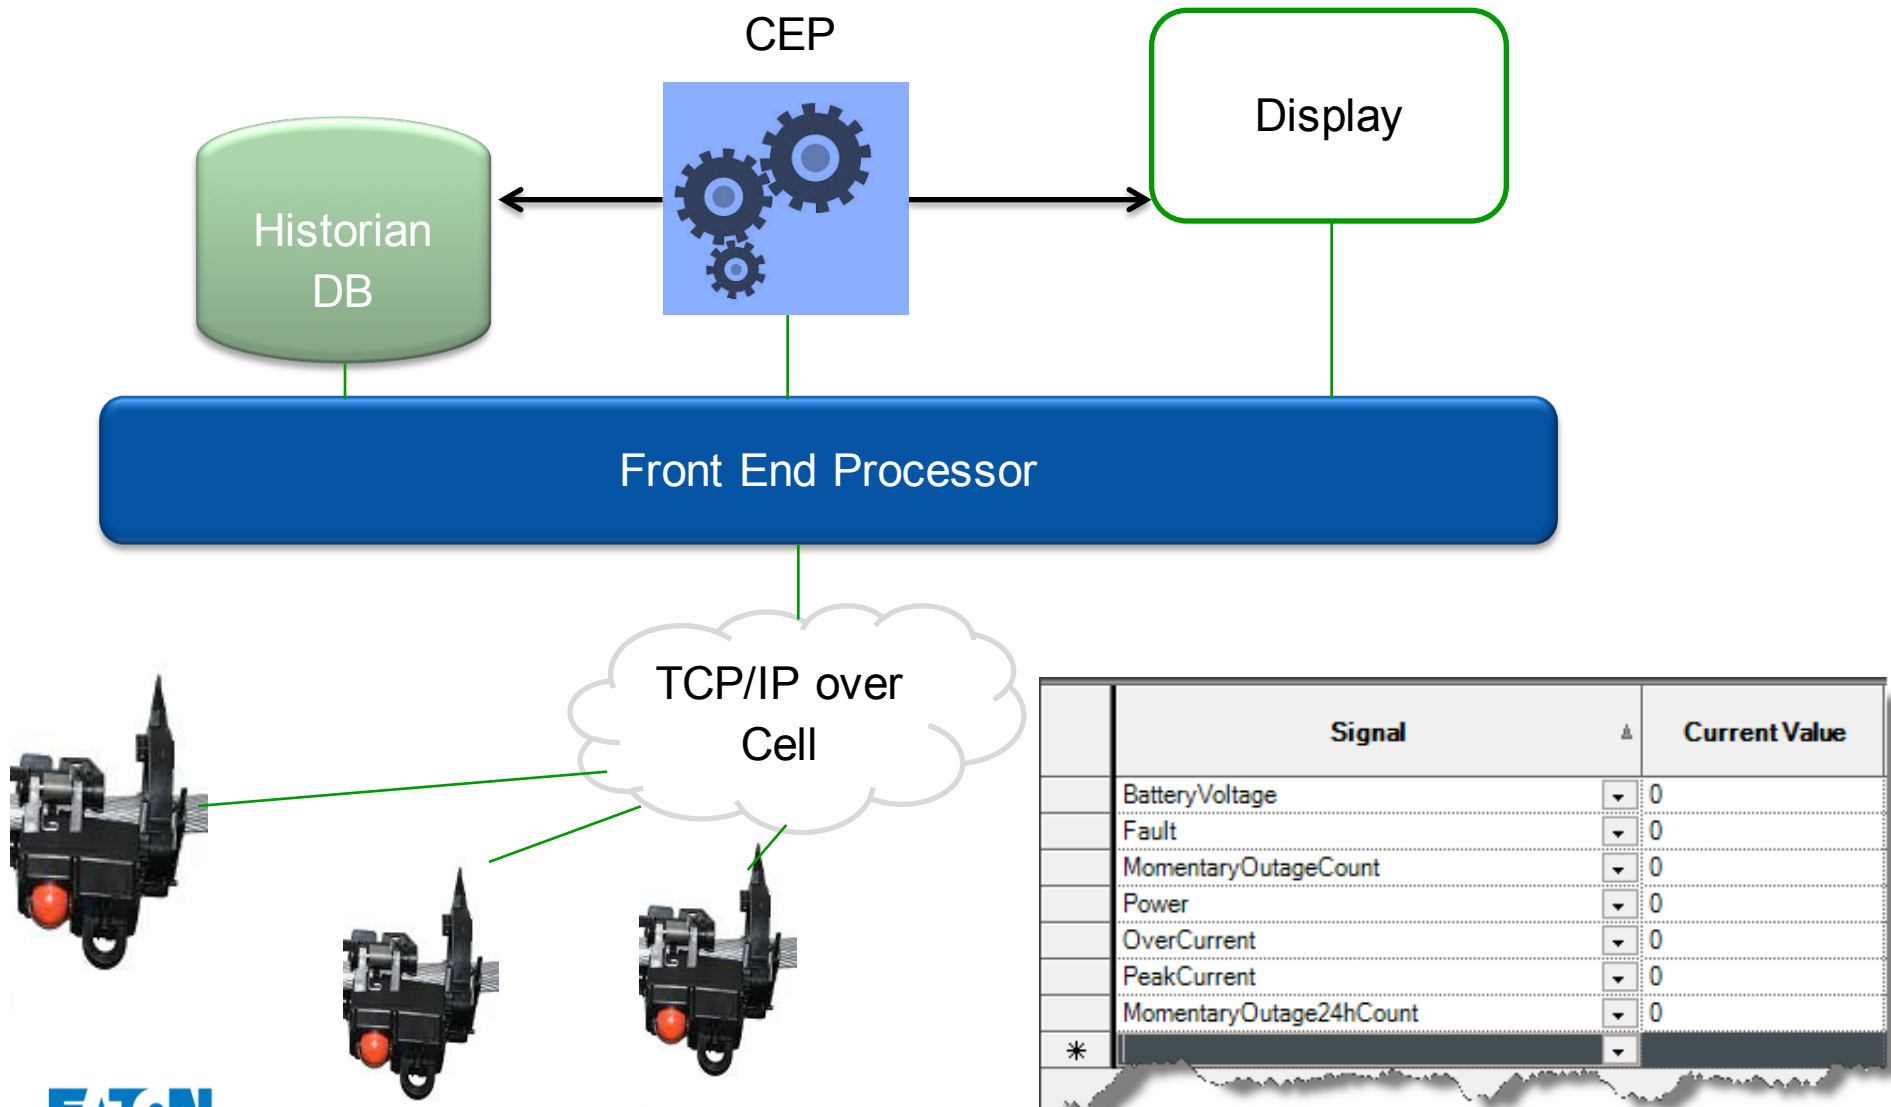 CEP
Display
Historian
DB
Front End Processor
TCP/IP over
Cell
Signal Current Value
BatteryVoltage 0
Fault 0
MomentaryOutageCount 0
Power 0
OverCurrent 0
PeakCurrent 0
MomentaryOutage24hCount 0
EATON